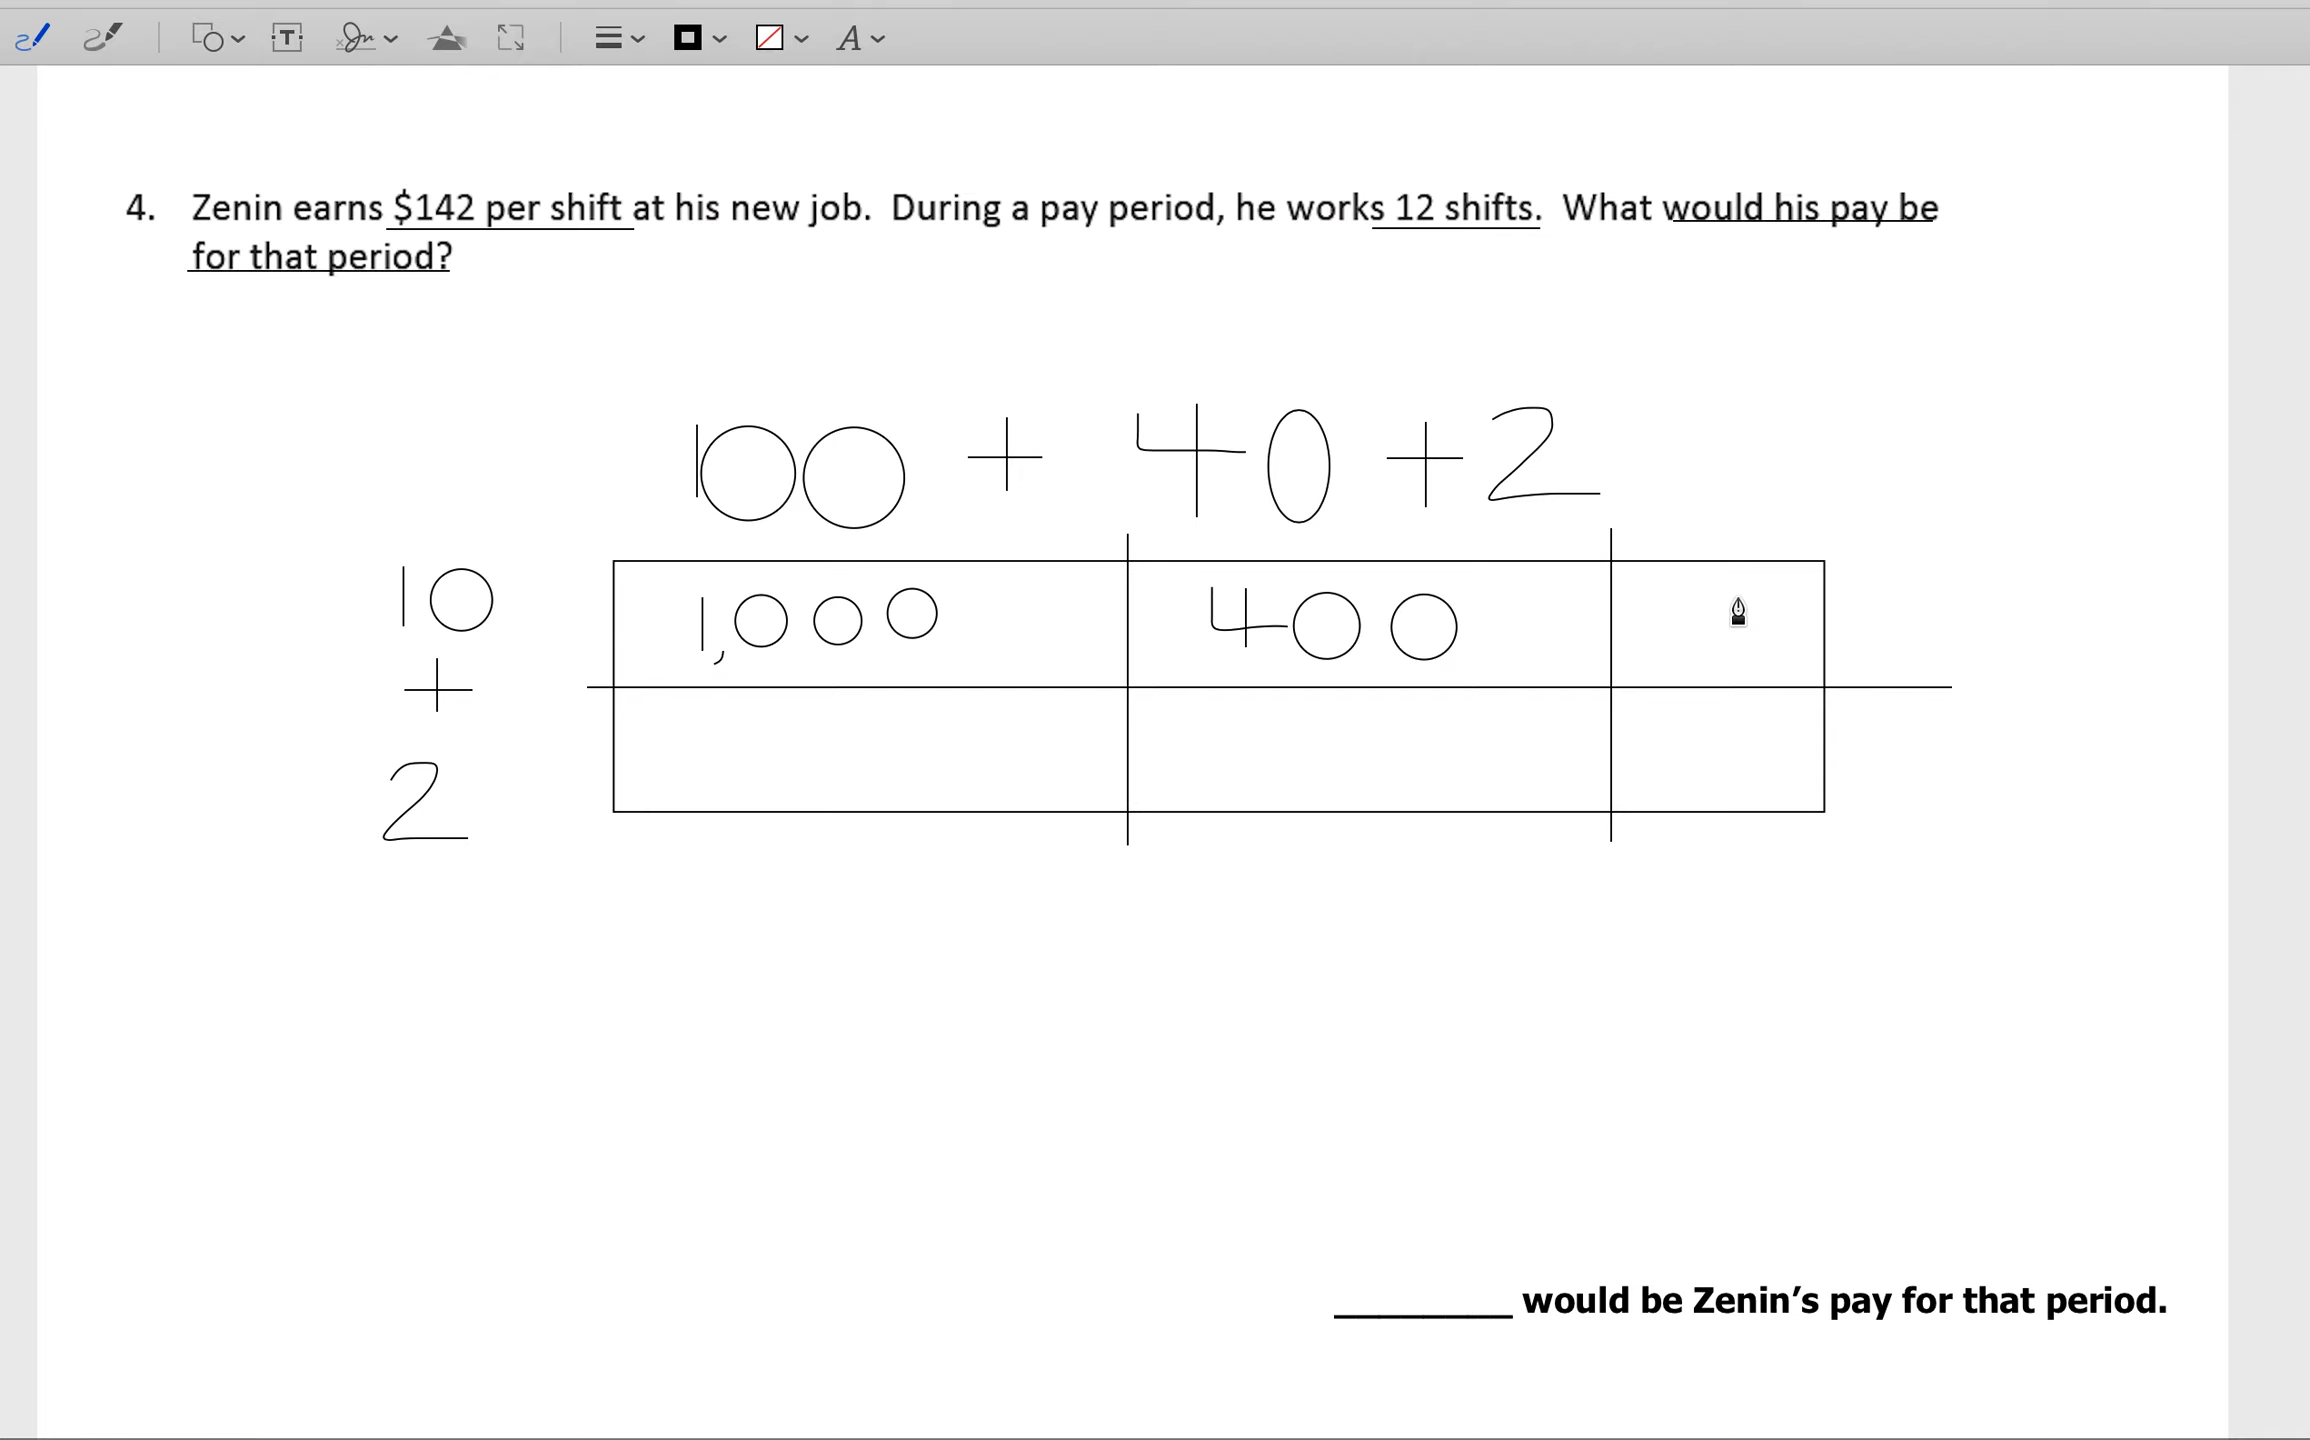 4. Zenin earns $142 per shift at his new job. During a pay period, he works 12 shifts. What would his pay be
for that period?
100 + 40 + 2
10 1,000 400
+
2
________ would be Zenin’s pay for that period.